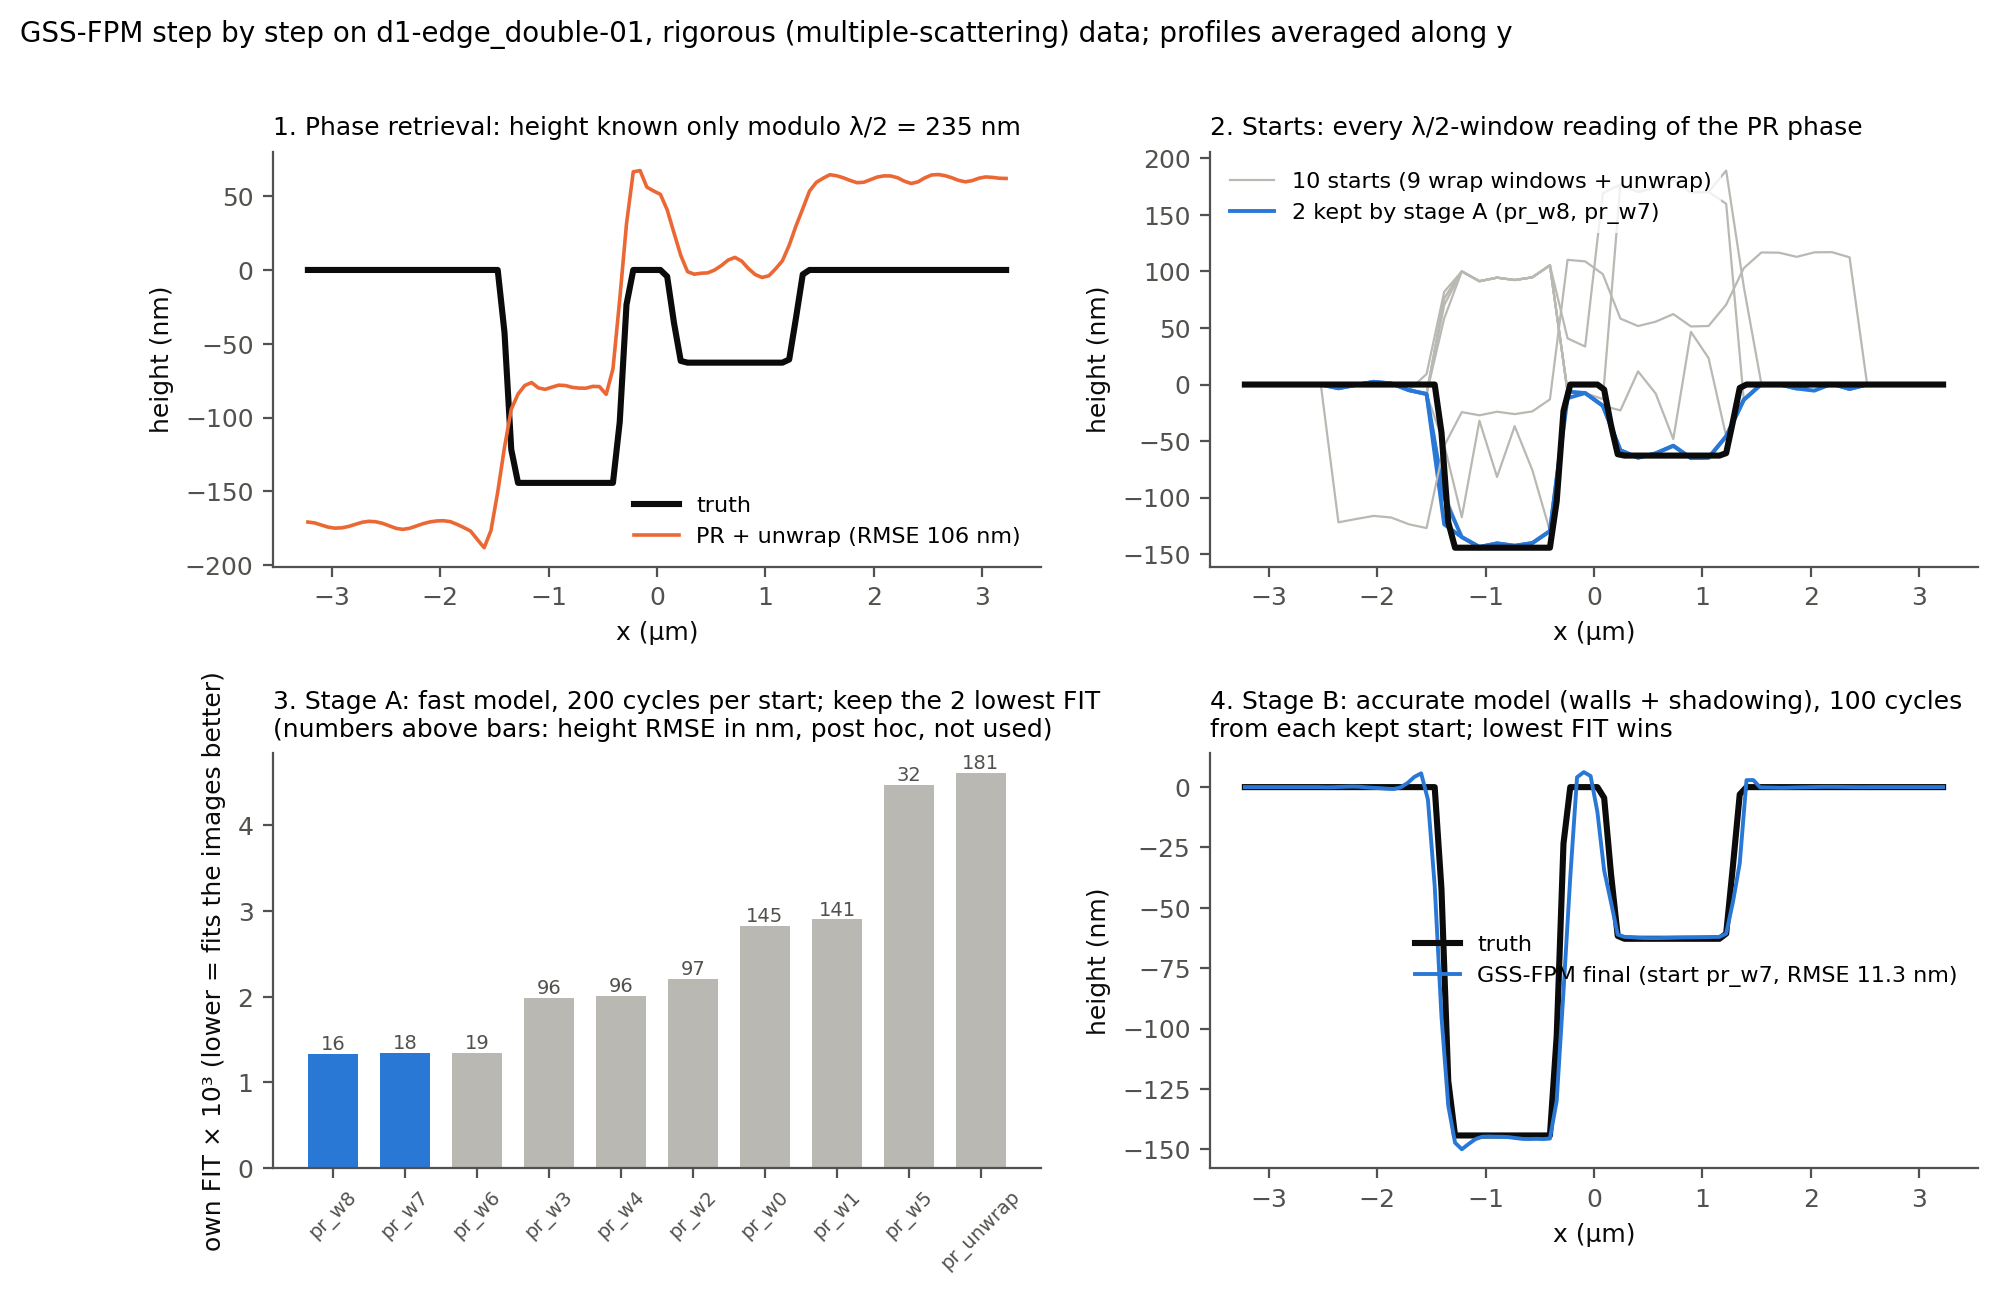 GSS-FPM step by step on d1-edge_double-01, rigorous (multiple-scattering) data; profiles averaged along y
1. Phase retrieval: height known only modulo λ/2 = 235 nm
height (nm)
50
0
−50
−100
−150
−200
truth
PR + unwrap (RMSE 106 nm)
−3 −2 −1 0 1 2 3
x (µm)
2. Starts: every λ/2-window reading of the PR phase
height (nm)
200
150
100
50
0
−50
−100
−150
10 starts (9 wrap windows + unwrap)
2 kept by stage A (pr_w8, pr_w7)
−3 −2 −1 0 1 2 3
x (µm)
3. Stage A: fast model, 200 cycles per start; keep the 2 lowest FIT
(numbers above bars: height RMSE in nm, post hoc, not used)
own FIT × 10³ (lower = fits the images better)
4
3
2
1
0
16 18 19 96 96 97 145 141 32 181
pr_w8 pr_w7 pr_w6 pr_w3 pr_w4 pr_w2 pr_w0 pr_w1 pr_w5 pr_unwrap
4. Stage B: accurate model (walls + shadowing), 100 cycles
from each kept start; lowest FIT wins
height (nm)
0
−25
−50
−75
−100
−125
−150
truth
GSS-FPM final (start pr_w7, RMSE 11.3 nm)
−3 −2 −1 0 1 2 3
x (µm)